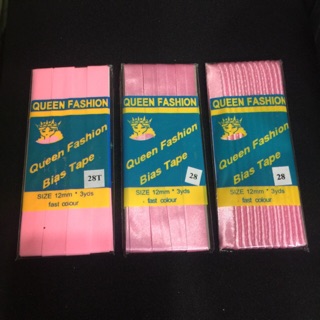 QUEEN FASHION
Queen Fashion
Bias Tape
28T
SIZE 12mm * 3yds
fast colour
QUEEN FASHION
Queen Fashion
Bias Tape
28
SIZE 12mm * 3yds
fast colour
QUEEN FASHION
Queen Fashion
Bias Tape
28
SIZE 12mm * 3yds
fast colour